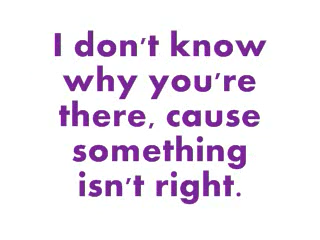 I don't know
why you're
there, cause
something
isn't right.